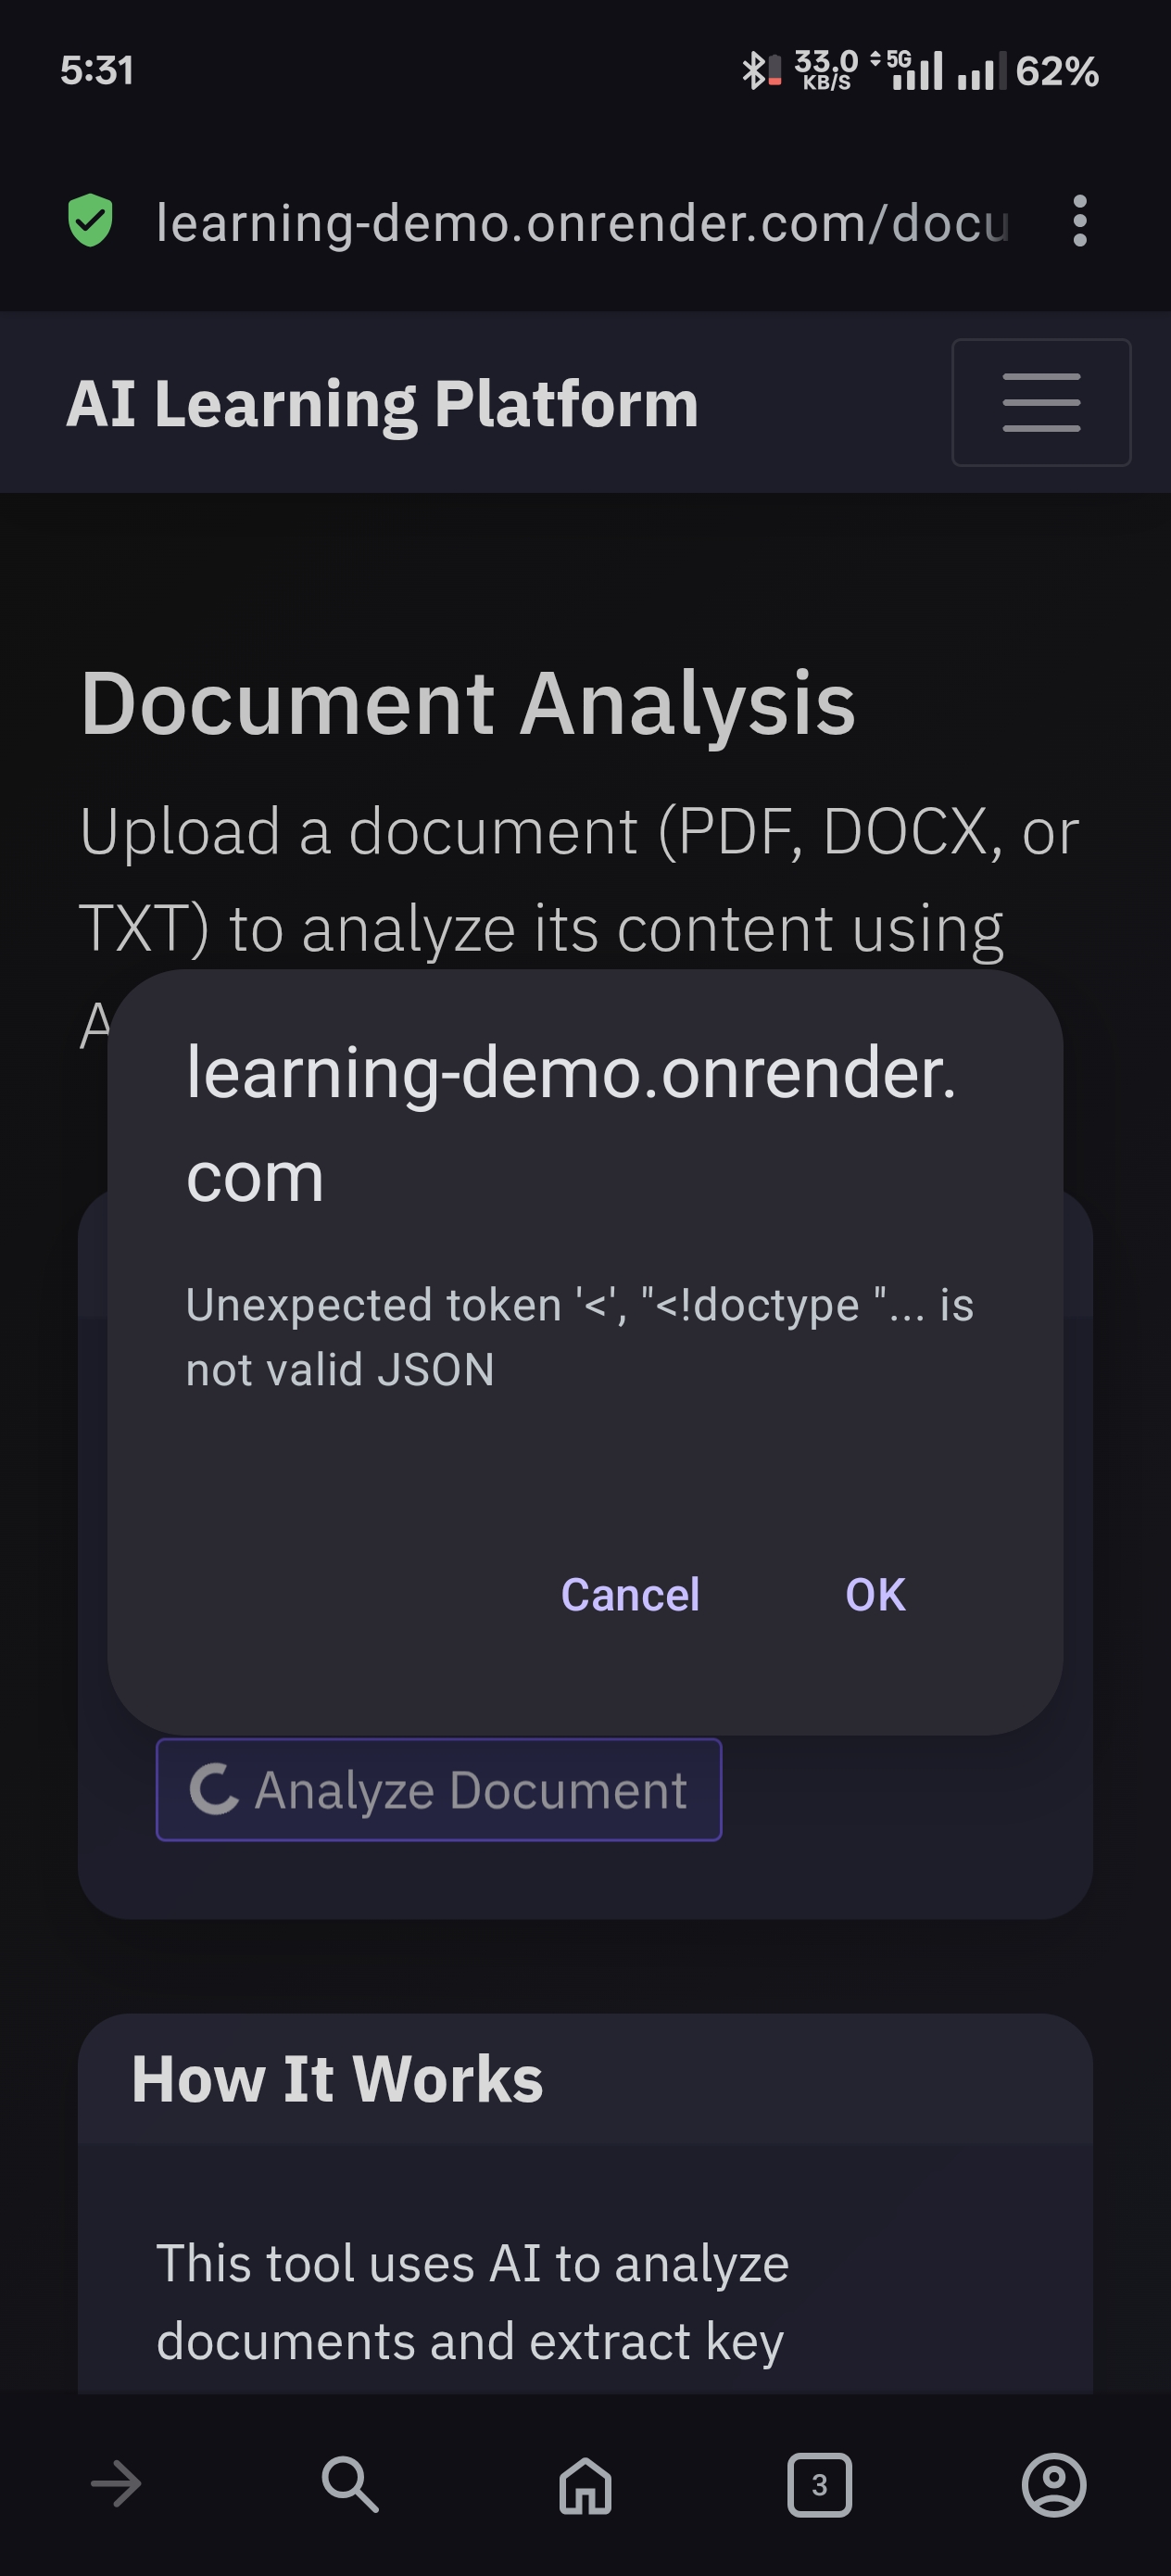 5:31
33.0
KB/S
5G
62%
learning-demo.onrender.com/docu
AI Learning Platform
Document Analysis
Upload a document (PDF, DOCX, or
TXT) to analyze its content using
A
learning-demo.onrender.
com
Unexpected token '<', "<!doctype "... is
not valid JSON
Cancel
OK
Analyze Document
How It Works
This tool uses AI to analyze
documents and extract key
3